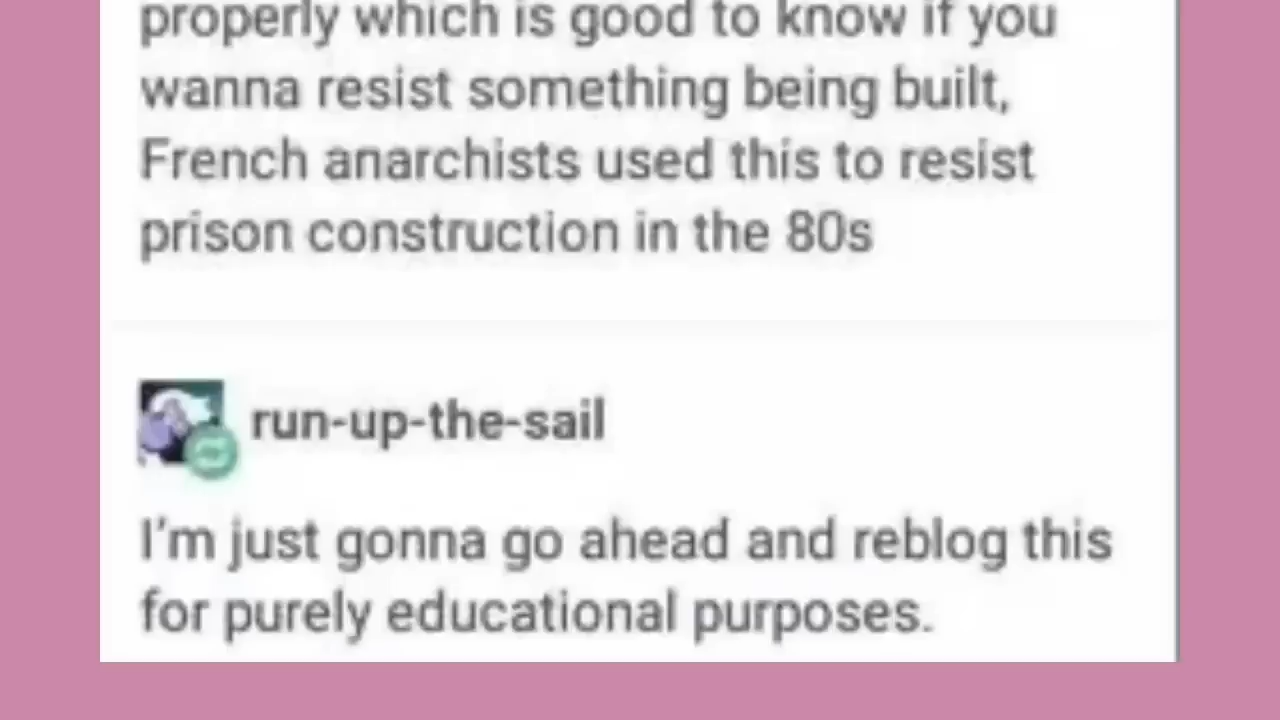 properly which is good to know if you
wanna resist something being built,
French anarchists used this to resist
prison construction in the 80s
run-up-the-sail
I'm just gonna go ahead and reblog this
for purely educational purposes.